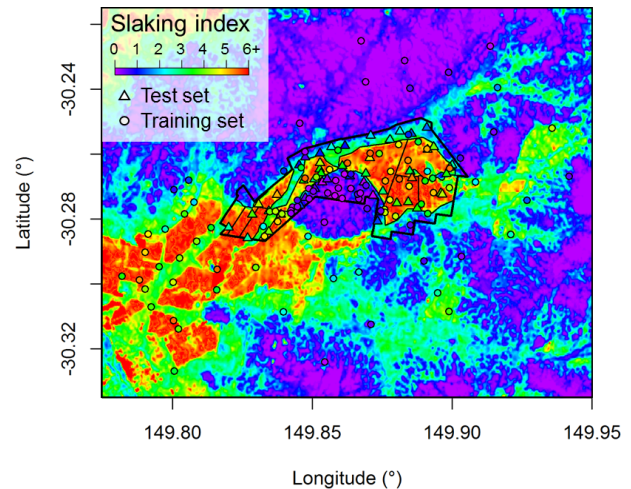 Slaking index
0 1 2 3 4 5 6+
Test set
Training set
Latitude (°)
-30.24
-30.28
-30.32
149.80 149.85 149.90 149.95
Longitude (°)